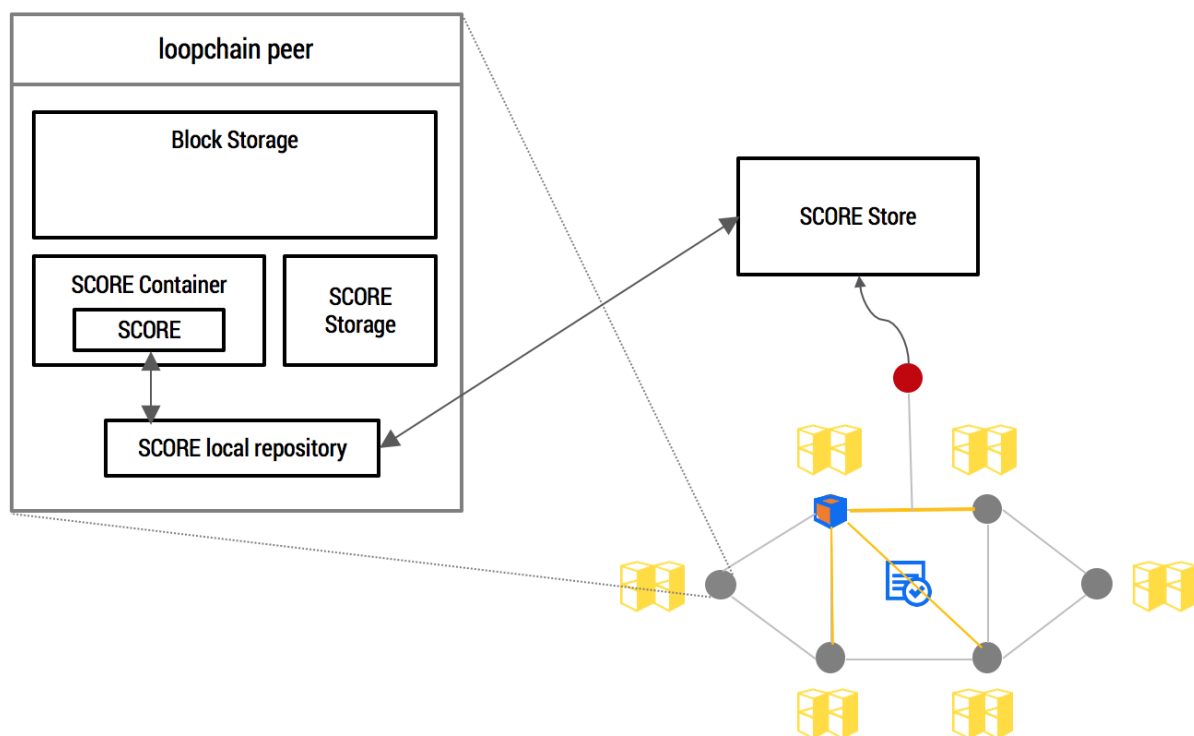 loopchain peer
Block Storage
SCORE Container
SCORE
SCORE
Storage
SCORE local repository
SCORE Store